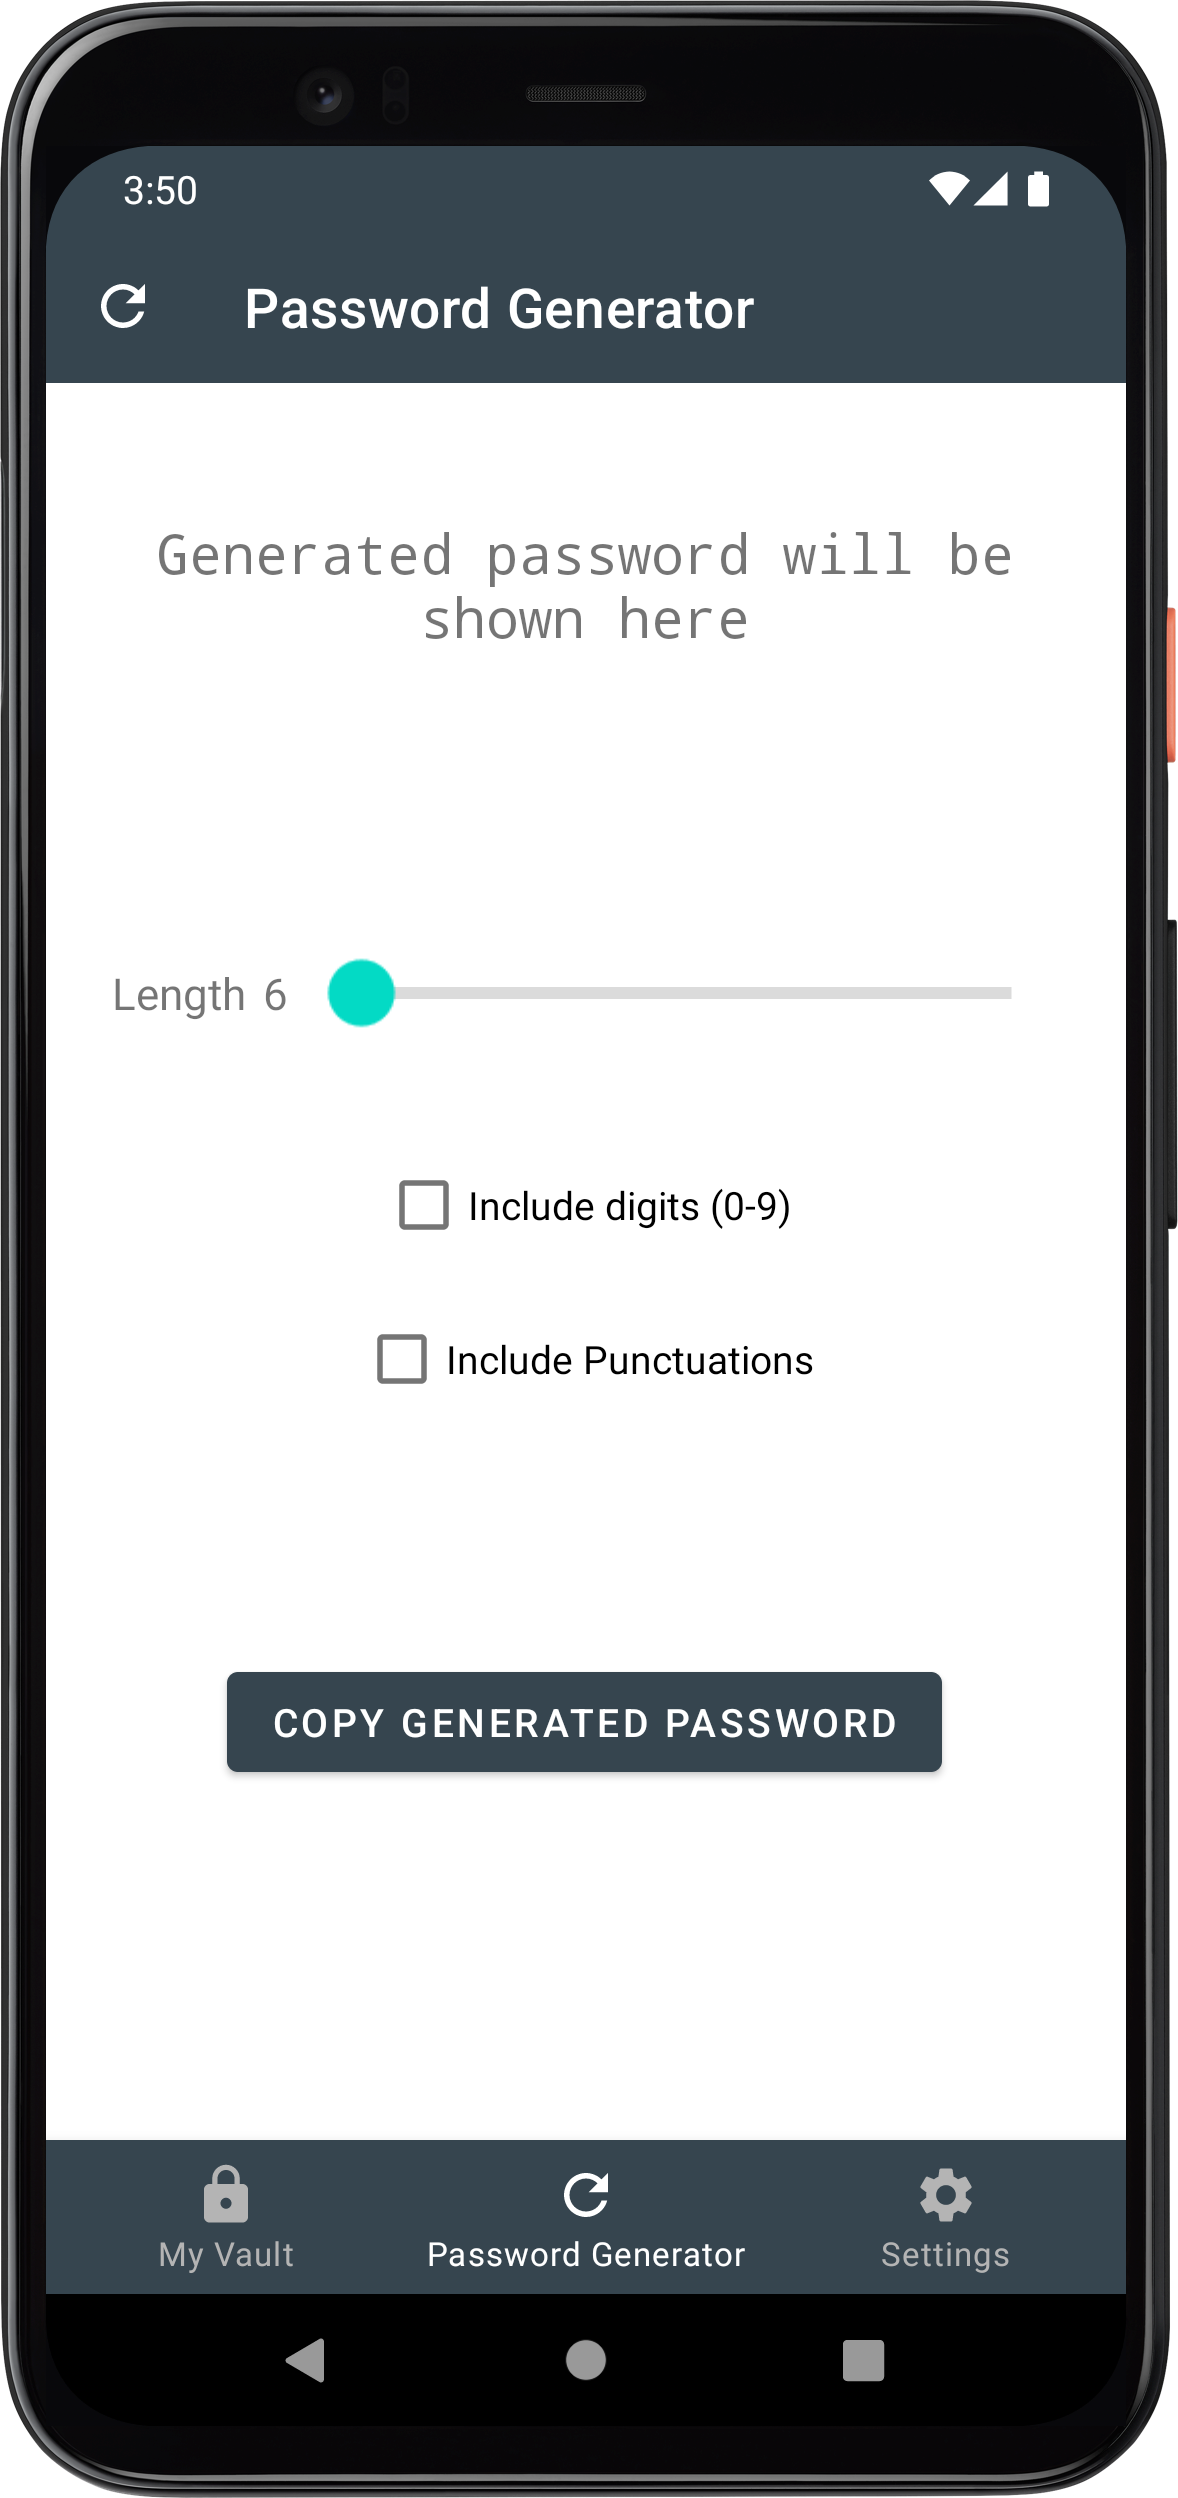 3:50
Password Generator
Generated password will be
shown here
Length 6
Include digits (0-9)
Include Punctuations
COPY GENERATED PASSWORD
My Vault
Password Generator
Settings